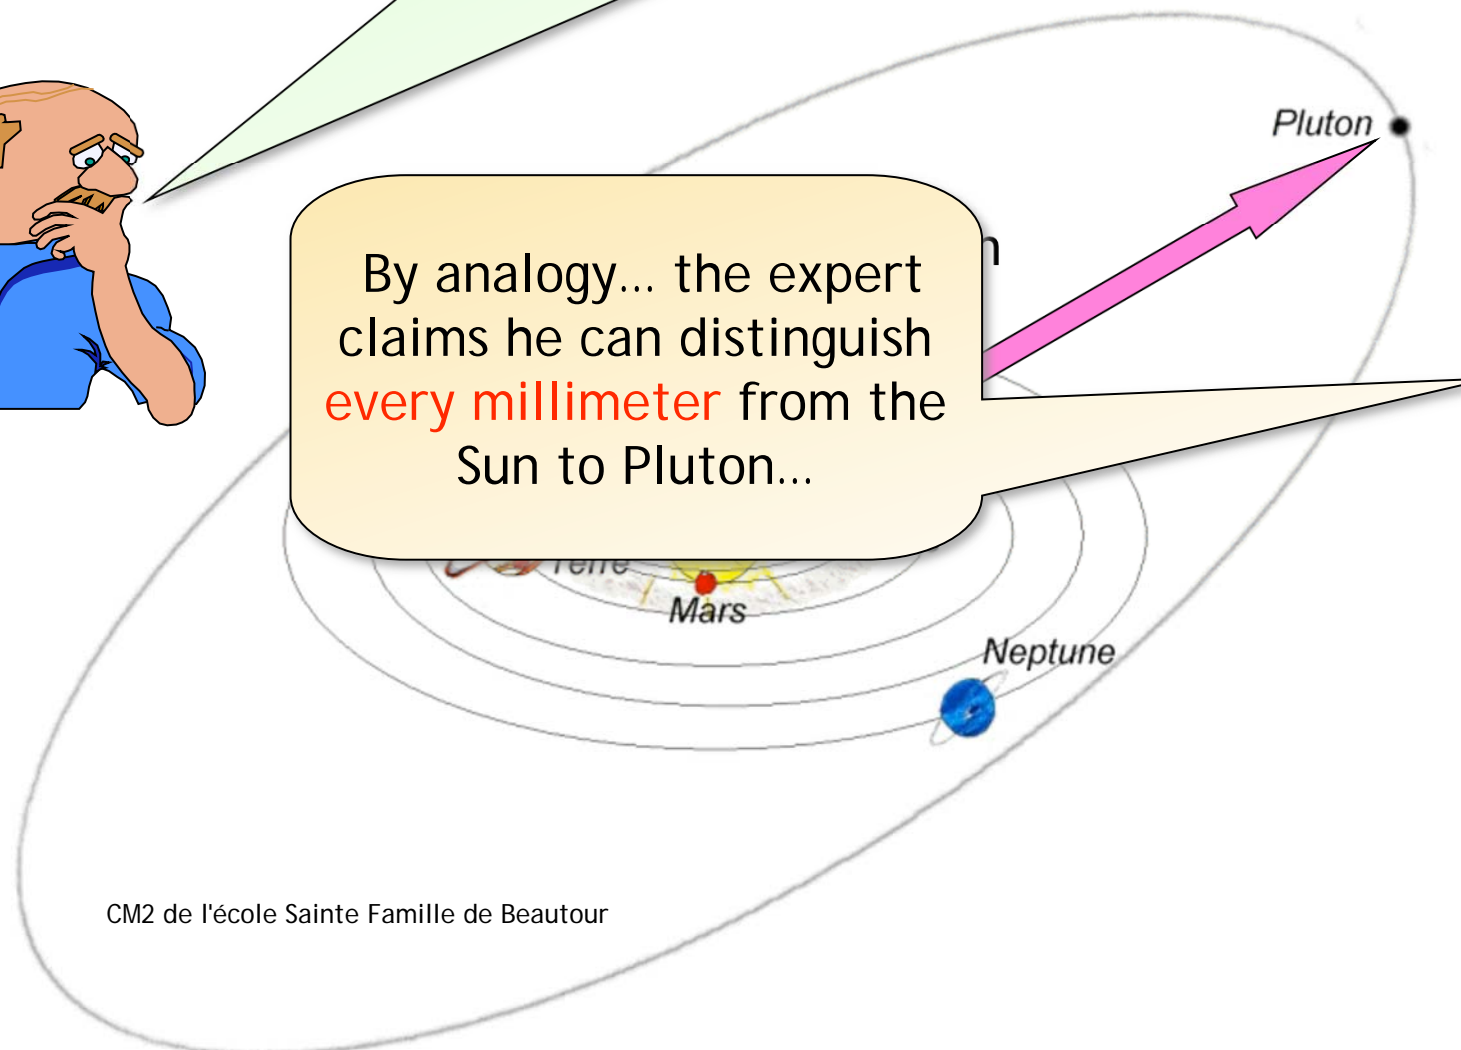 Pluton
By analogy... the expert
claims he can distinguish
every millimeter from the
Sun to Pluton...
Terre
Mars
Neptune
CM2 de l'école Sainte Famille de Beautour